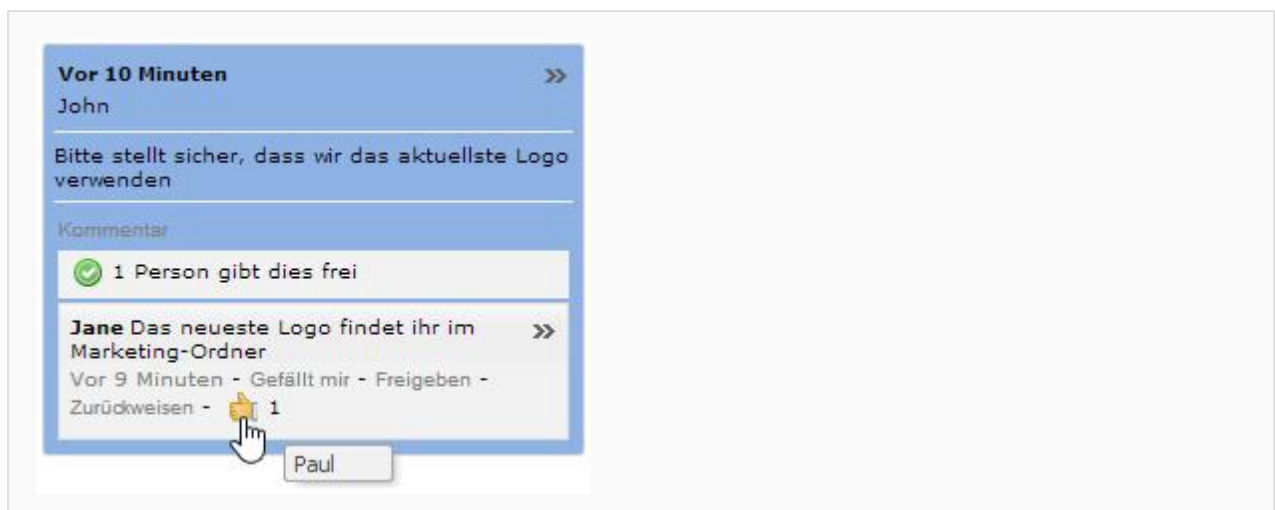 Vor 10 Minuten »
John
Bitte stellt sicher, dass wir das aktuellste Logo
verwenden
Kommentar
1 Person gibt dies frei
Jane Das neueste Logo findet ihr im »
Marketing-Ordner
Vor 9 Minuten - Gefällt mir - Freigeben -
Zurückweisen - 1
Paul